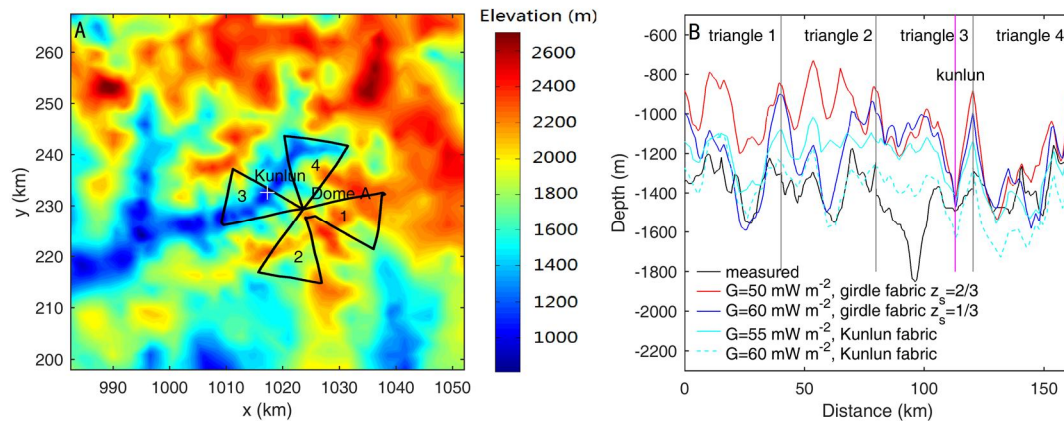 Elevation (m)
A
260
250
240
230
220
210
200
y (km)
990
1000
1010
1020
1030
1040
1050
x (km)
Kunlun
Dome A
1
2
3
4
2600
2400
2200
2000
1800
1600
1400
1200
1000
B
triangle 1
triangle 2
triangle 3
triangle 4
kunlun
-600
-800
-1000
-1200
-1400
-1600
-1800
-2000
-2200
Depth (m)
measured
G=50 mW m-2, girdle fabric zs=2/3
G=60 mW m-2, girdle fabric zs=1/3
G=55 mW m-2, Kunlun fabric
G=60 mW m-2, Kunlun fabric
0
50
100
150
Distance (km)